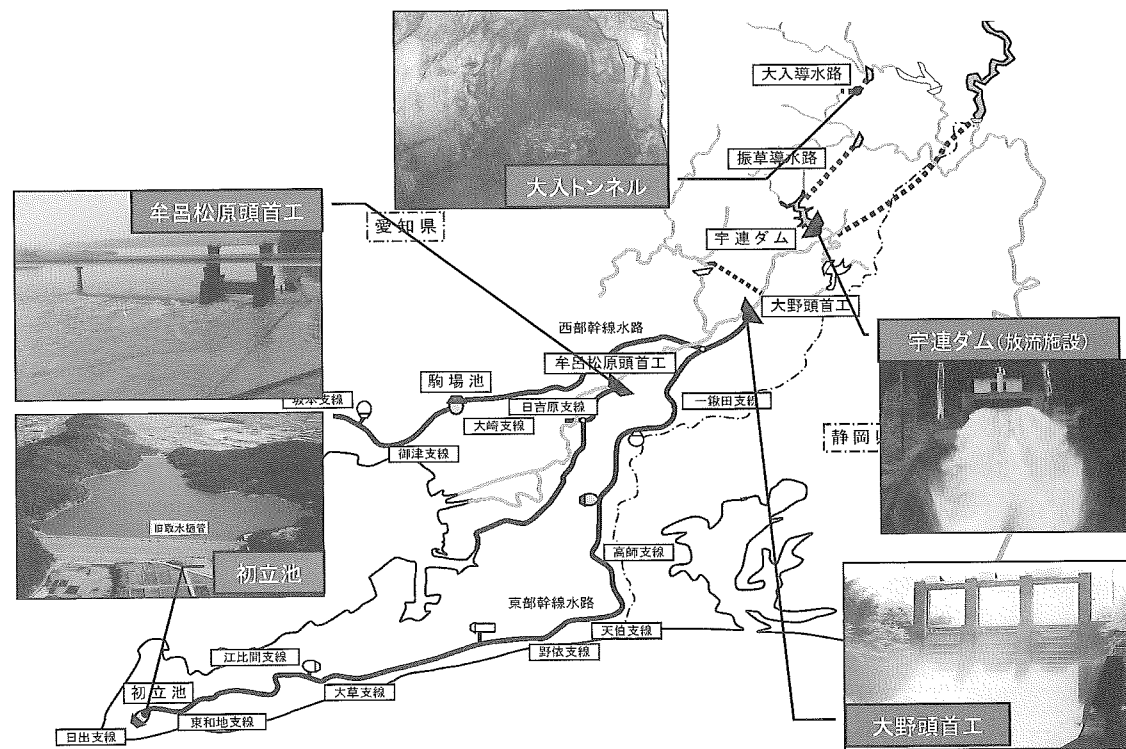 大入導水路
振草導水路
大入トンネル
牟呂松原頭首工
愛知県
宇連ダム
大野頭首工
西部幹線水路
宇連ダム(放流施設)
牟呂松原頭首工
駒場池
坂本支線
日吉原支線
一鍬田支線
大崎支線
静岡
御津支線
旧取水樋管
初立池
高師支線
東部幹線水路
天伯支線
野依支線
江比間支線
大草支線
初立池
東和地支線
日出支線
大野頭首工